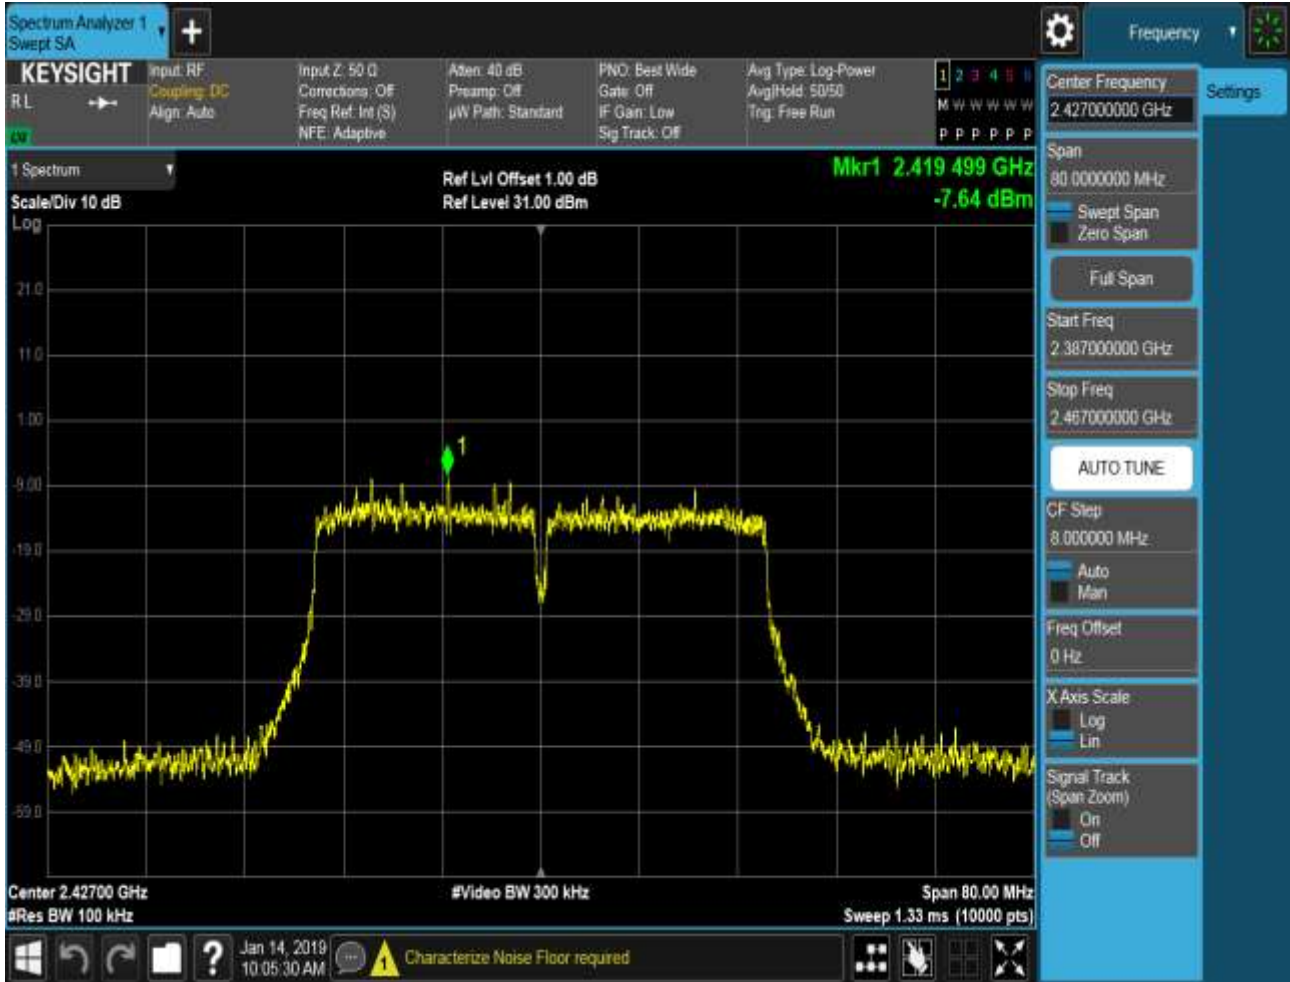 Spectrum Analyzer 1
Swept SA
Frequency
KEYSIGHT
R L
Input: RF
Coupling: DC
Align: Auto
Input Z: 50 Ω
Corrections: Off
Freq Ref: Int (S)
NFE: Adaptive
Atten: 40 dB
Preamp: Off
µW Path: Standard
PNO: Best Wide
Gate: Off
IF Gain: Low
Sig Track: Off
Avg Type: Log-Power
Avg|Hold: 50/50
Trig: Free Run
1 2 3 4 5 6
M W W W W W
P P P P P P
1 Spectrum
Scale/Div 10 dB
Log
Ref Lvl Offset 1.00 dB
Ref Level 31.00 dBm
Mkr1 2.419 499 GHz
-7.64 dBm
21.0
11.0
1.00
-9.00
-19.0
-29.0
-39.0
-49.0
-59.0
1
Center 2.42700 GHz
#Res BW 100 kHz
#Video BW 300 kHz
Span 80.00 MHz
Sweep 1.33 ms (10000 pts)
Center Frequency
2.427000000 GHz
Settings
Span
80.0000000 MHz
Swept Span
Zero Span
Full Span
Start Freq
2.387000000 GHz
Stop Freq
2.467000000 GHz
AUTO TUNE
CF Step
8.000000 MHz
Auto
Man
Freq Offset
0 Hz
X Axis Scale
Log
Lin
Signal Track
(Span Zoom)
On
Off
?
Jan 14, 2019
10:05:30 AM
1
Characterize Noise Floor required